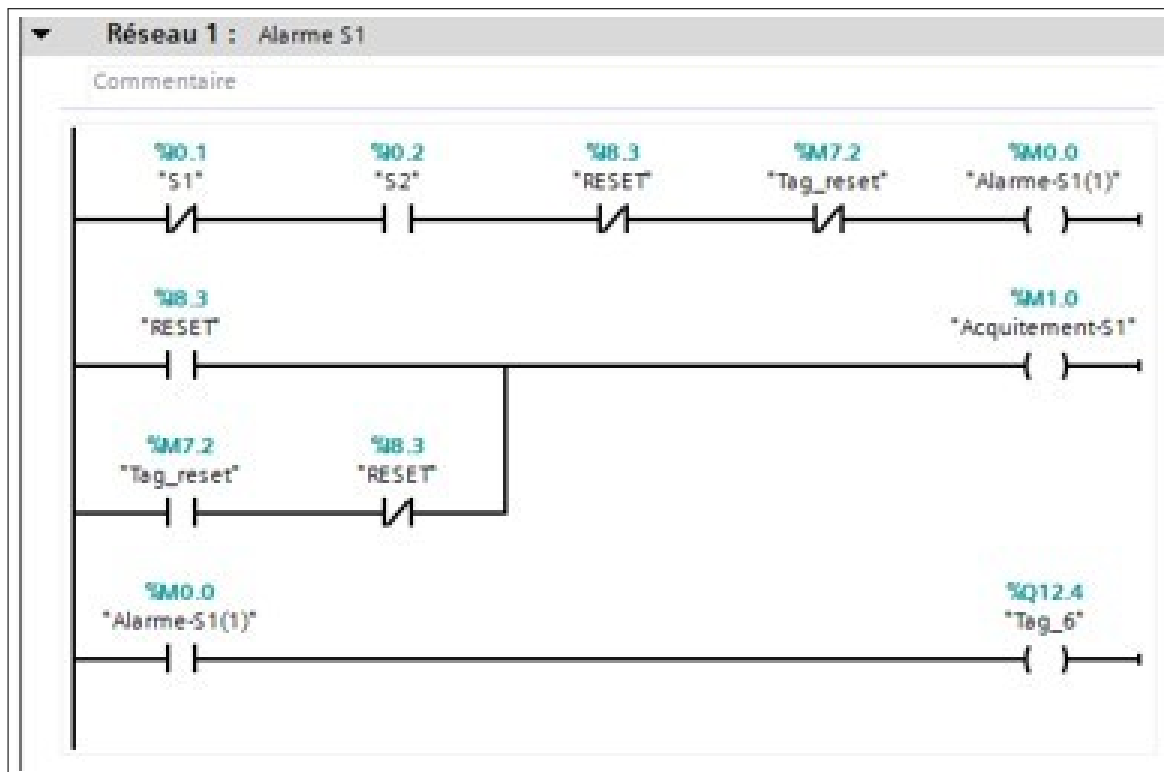 Réseau 1 : Alarme S1
Commentaire
%I0.1 %I0.2 %I8.3 %M7.2 %M0.0
"S1" "S2" "RESET" "Tag_reset" "Alarme-S1(1)"
%I8.3 %M1.0
"RESET" "Acquitement-S1"
%M7.2 %I8.3
"Tag_reset" "RESET"
%M0.0 %Q12.4
"Alarme-S1(1)" "Tag_6"